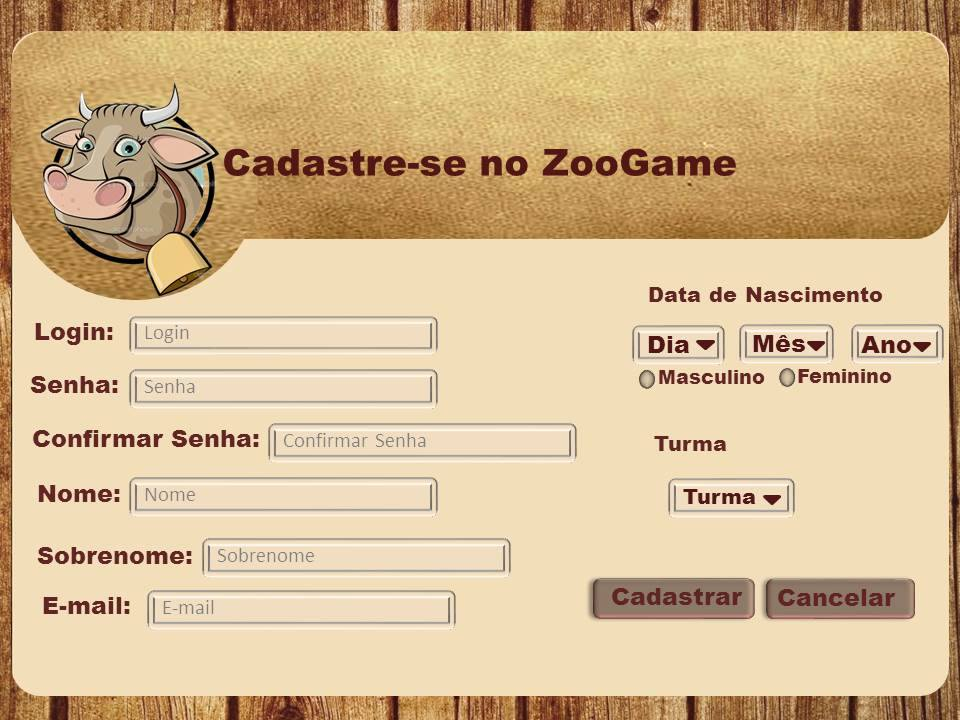 Cadastre-se no ZooGame
Data de Nascimento
Login: Login
Dia Mês Ano
Senha: Senha
Masculino Feminino
Confirmar Senha: Confirmar Senha
Turma
Nome: Nome
Turma
Sobrenome: Sobrenome
E-mail: E-mail
Cadastrar Cancelar